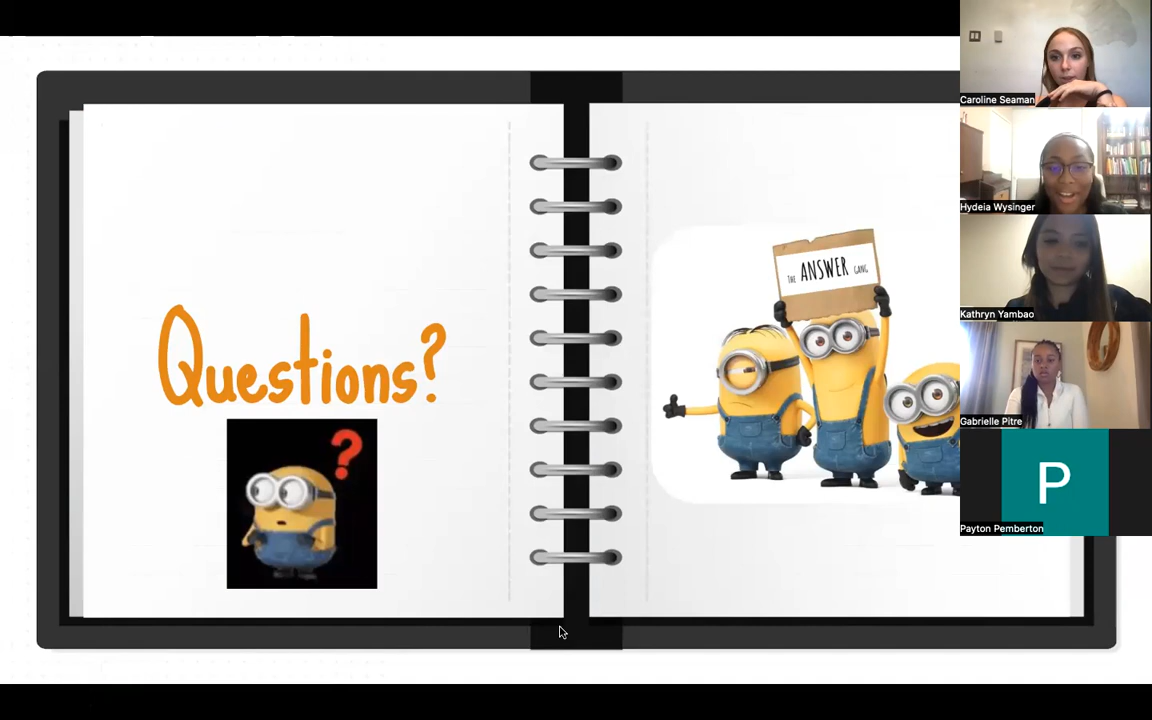 Questions?
?
THE ANSWER GANG
Caroline Seaman
Hydeia Wysinger
Kathryn Yambao
Gabrielle Pitre
P
Payton Pemberton